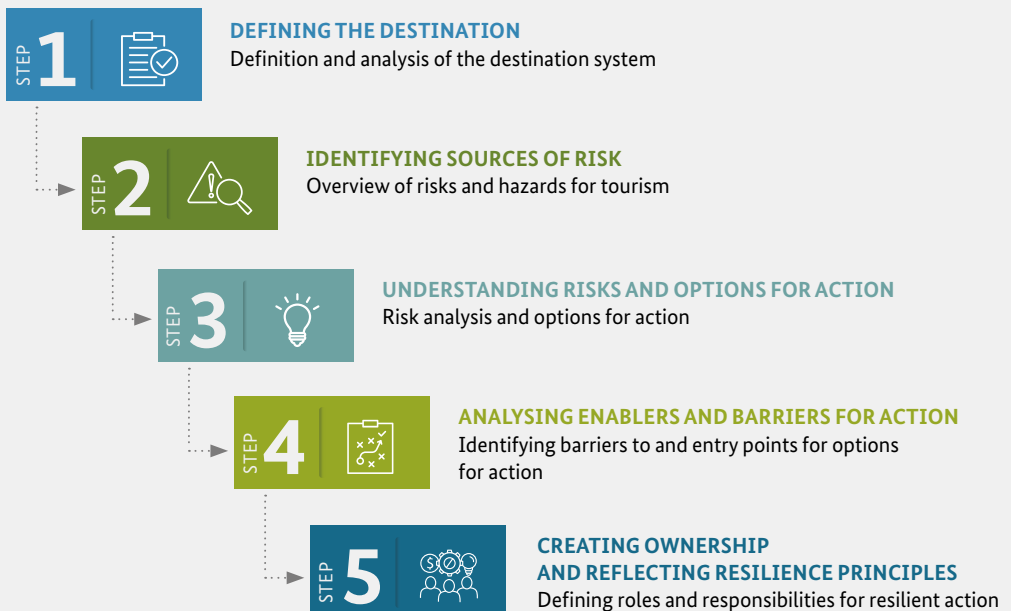 STEP 1
DEFINING THE DESTINATION
Definition and analysis of the destination system
STEP 2
IDENTIFYING SOURCES OF RISK
Overview of risks and hazards for tourism
STEP 3
UNDERSTANDING RISKS AND OPTIONS FOR ACTION
Risk analysis and options for action
STEP 4
ANALYSING ENABLERS AND BARRIERS FOR ACTION
Identifying barriers to and entry points for options
for action
STEP 5
CREATING OWNERSHIP
AND REFLECTING RESILIENCE PRINCIPLES
Defining roles and responsibilities for resilient action